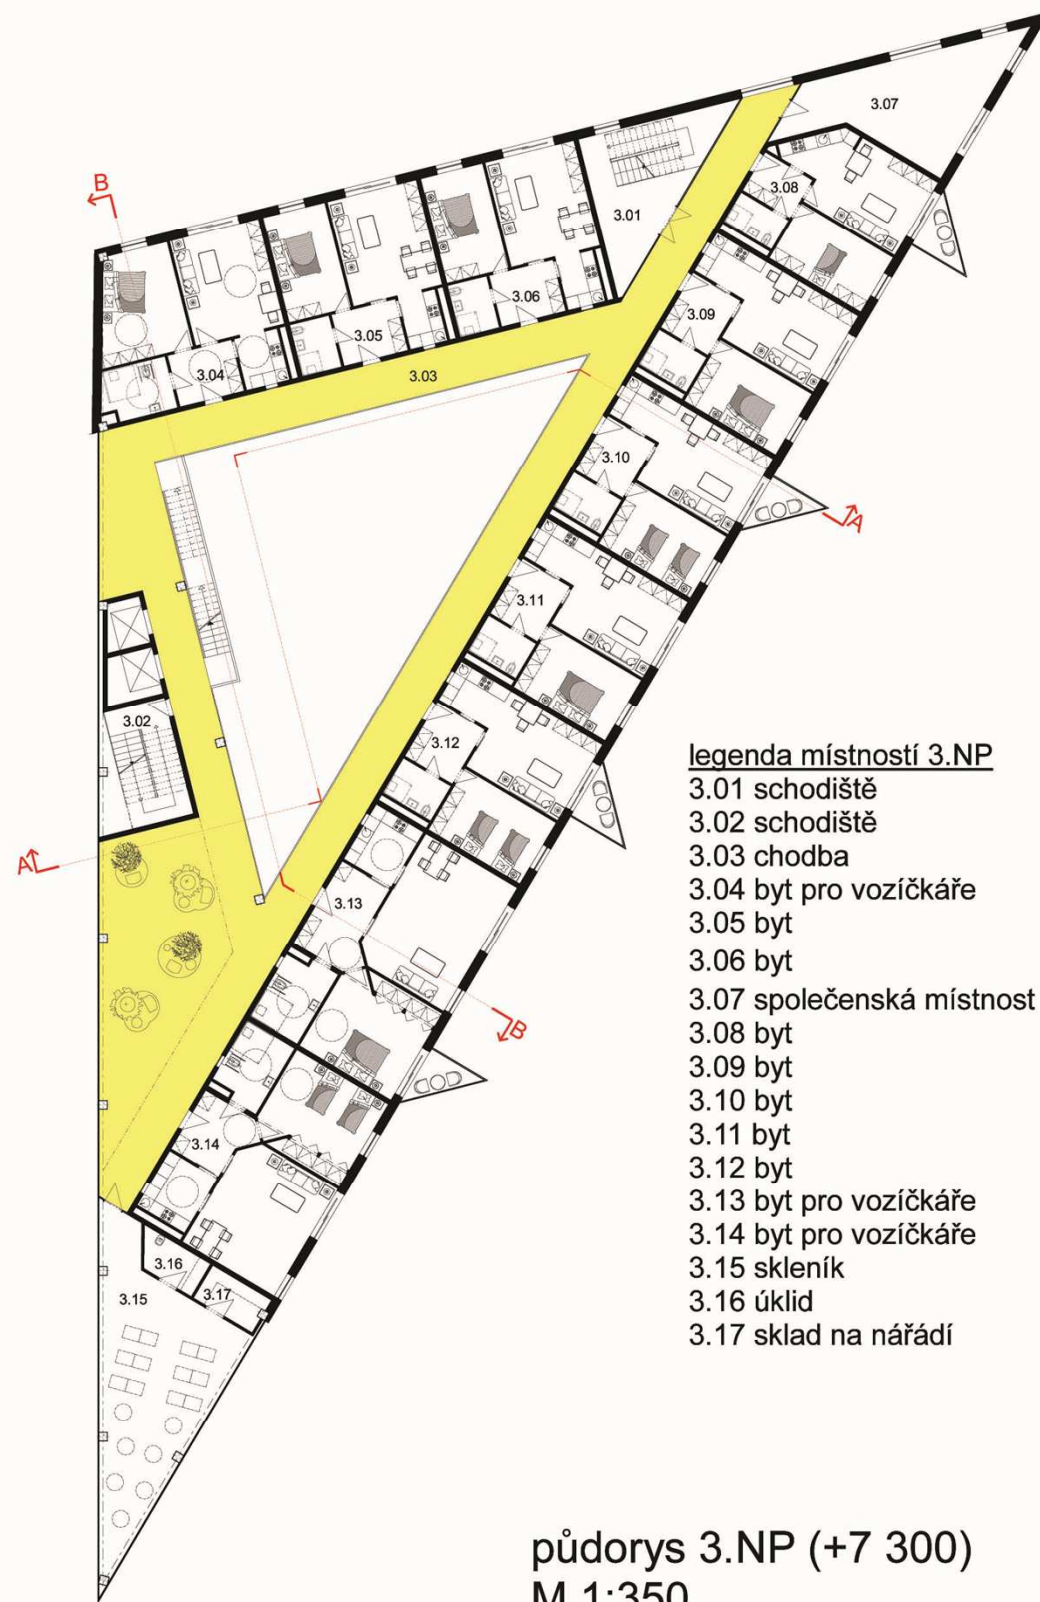 3.07
B
3.08
3.01
3.06
3.09
3.05
3.04
3.03
3.10
A
3.11
3.02
3.12
A
3.13
B
3.14
3.16
3.17
3.15
legenda místností 3.NP
3.01 schodiště
3.02 schodiště
3.03 chodba
3.04 byt pro vozíčkáře
3.05 byt
3.06 byt
3.07 společenská místnost
3.08 byt
3.09 byt
3.10 byt
3.11 byt
3.12 byt
3.13 byt pro vozíčkáře
3.14 byt pro vozíčkáře
3.15 skleník
3.16 úklid
3.17 sklad na nářádí
půdorys 3.NP (+7 300)
M 1:350